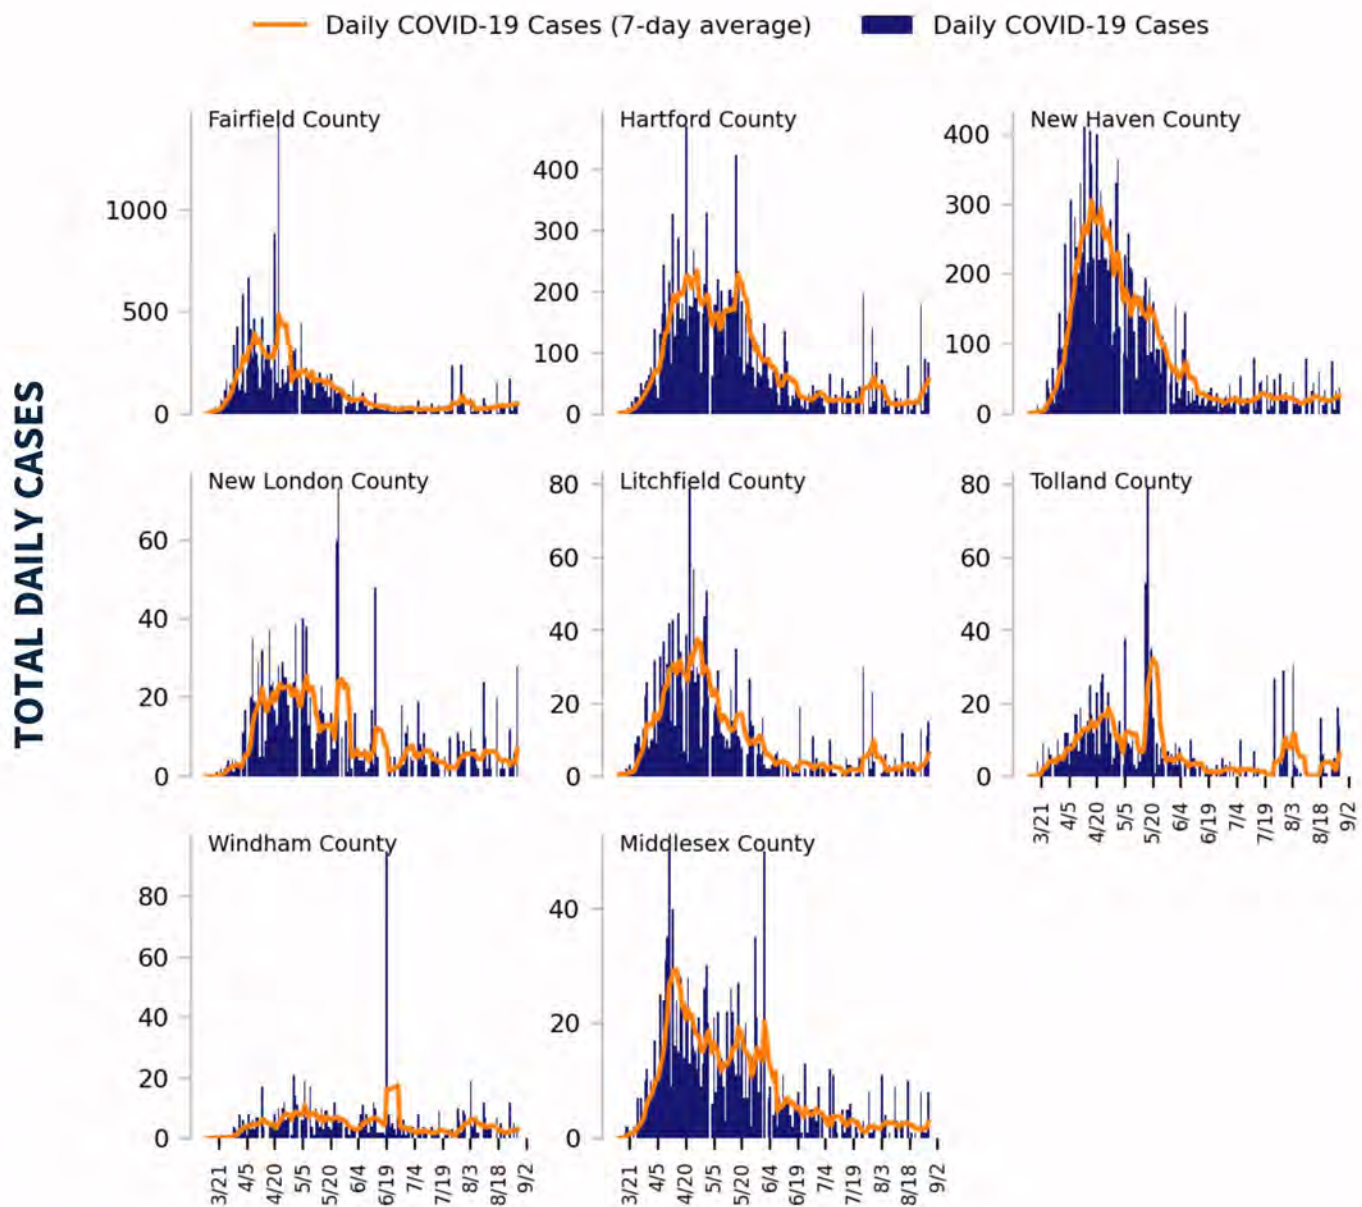 Daily COVID-19 Cases (7-day average) Daily COVID-19 Cases
TOTAL DAILY CASES
Fairfield County
1000
500
0
Hartford County
400
300
200
100
0
New Haven County
400
300
200
100
0
New London County
60
40
20
0
Litchfield County
80
60
40
20
0
Tolland County
80
60
40
20
0
3/21 4/5 4/20 5/5 5/20 6/4 6/19 7/4 7/19 8/3 8/18 9/2
Windham County
80
60
40
20
0
3/21 4/5 4/20 5/5 5/20 6/4 6/19 7/4 7/19 8/3 8/18 9/2
Middlesex County
40
20
0
3/21 4/5 4/20 5/5 5/20 6/4 6/19 7/4 7/19 8/3 8/18 9/2